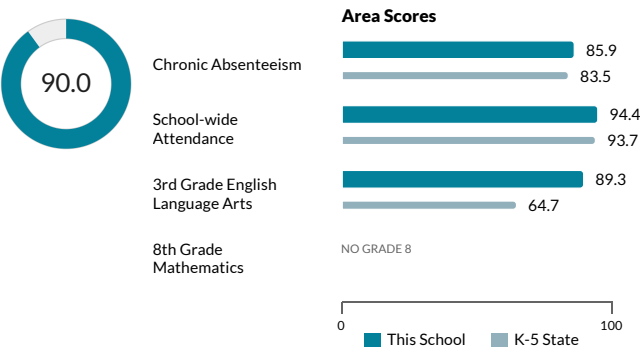 Area Scores
90.0
Chronic Absenteeism
85.9
83.5
School-wide
Attendance
94.4
93.7
3rd Grade English
Language Arts
89.3
64.7
8th Grade
Mathematics
NO GRADE 8
0
100
This School
K-5 State